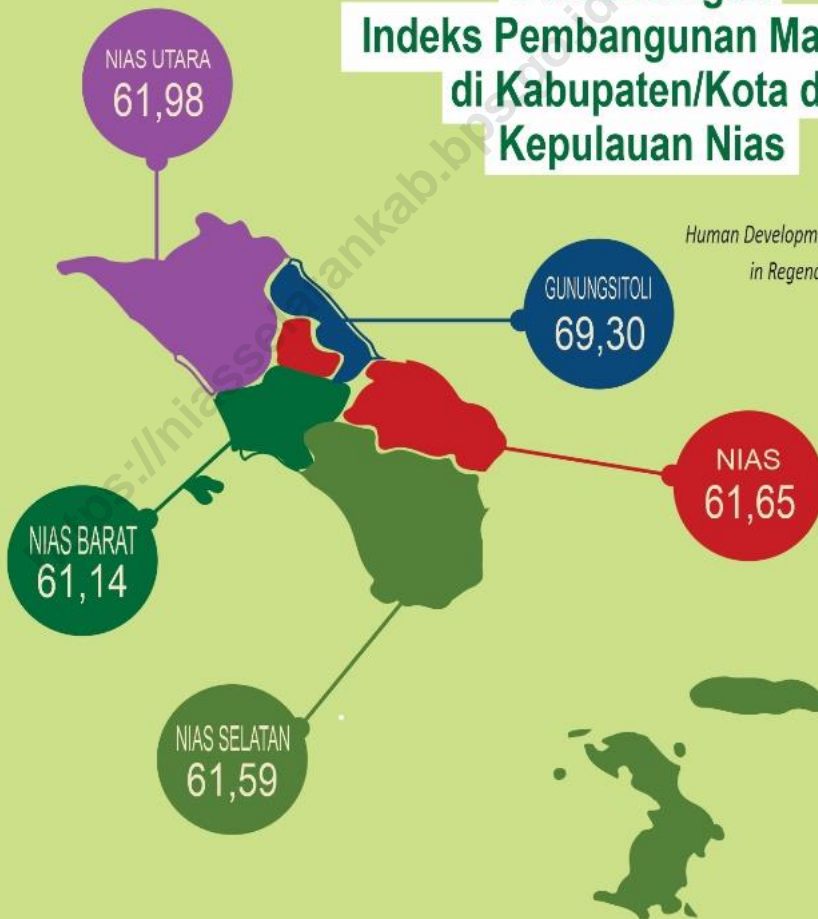 Indeks Pembangunan Ma
di Kabupaten/Kota d
Kepulauan Nias
Human Developm
in Regenc
NIAS UTARA
61,98
GUNUNGSITOLI
69,30
NIAS
61,65
NIAS BARAT
61,14
NIAS SELATAN
61,59